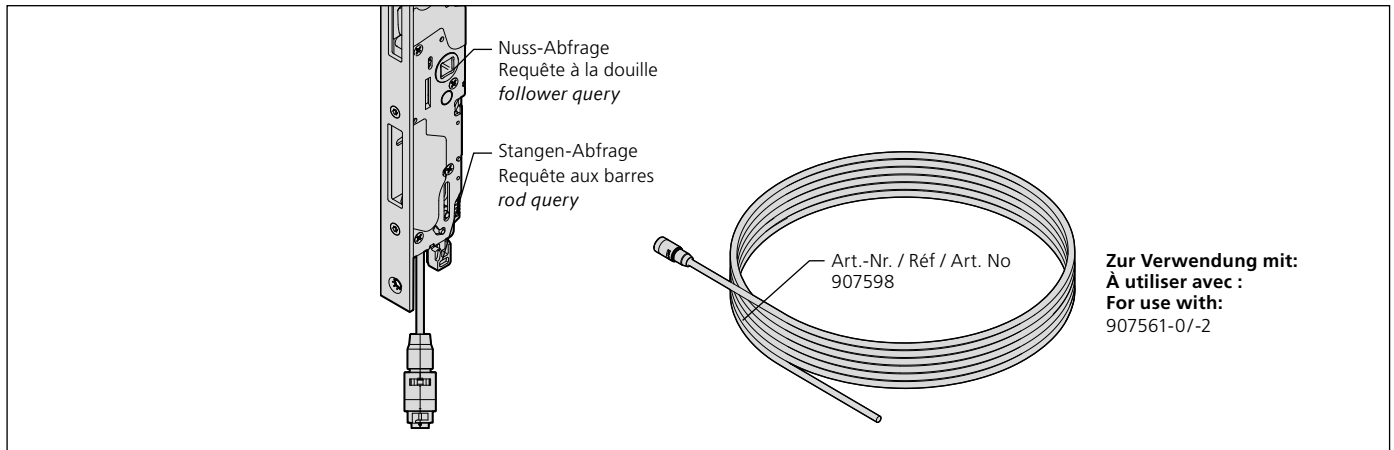 Nuss-Abfrage
Requête à la douille
follower query
Stangen-Abfrage
Requête aux barres
rod query
Art.-Nr. / Réf / Art. No
907598
Zur Verwendung mit:
À utiliser avec :
For use with:
907561-0/-2